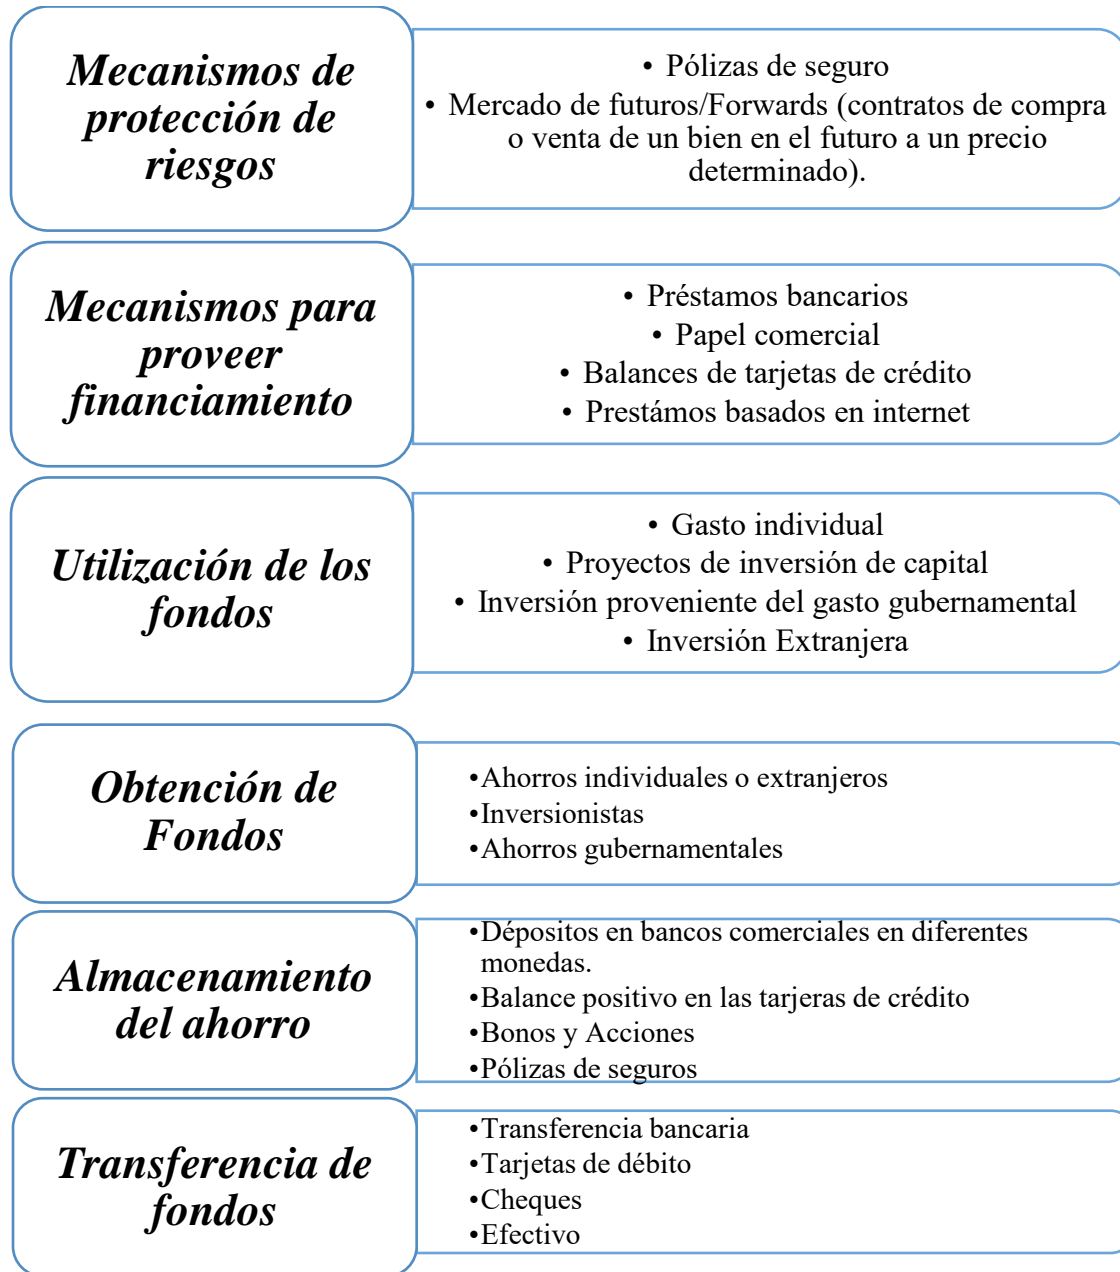 Mecanismos de
protección de
riesgos
• Pólizas de seguro
• Mercado de futuros/Forwards (contratos de compra
o venta de un bien en el futuro a un precio
determinado).
Mecanismos para
proveer
financiamiento
• Préstamos bancarios
• Papel comercial
• Balances de tarjetas de crédito
• Prestámos basados en internet
Utilización de los
fondos
• Gasto individual
• Proyectos de inversión de capital
• Inversión proveniente del gasto gubernamental
• Inversión Extranjera
Obtención de
Fondos
•Ahorros individuales o extranjeros
•Inversionistas
•Ahorros gubernamentales
Almacenamiento
del ahorro
•Dépositos en bancos comerciales en diferentes
monedas.
•Balance positivo en las tarjeras de crédito
•Bonos y Acciones
•Pólizas de seguros
Transferencia de
fondos
•Transferencia bancaria
•Tarjetas de débito
•Cheques
•Efectivo